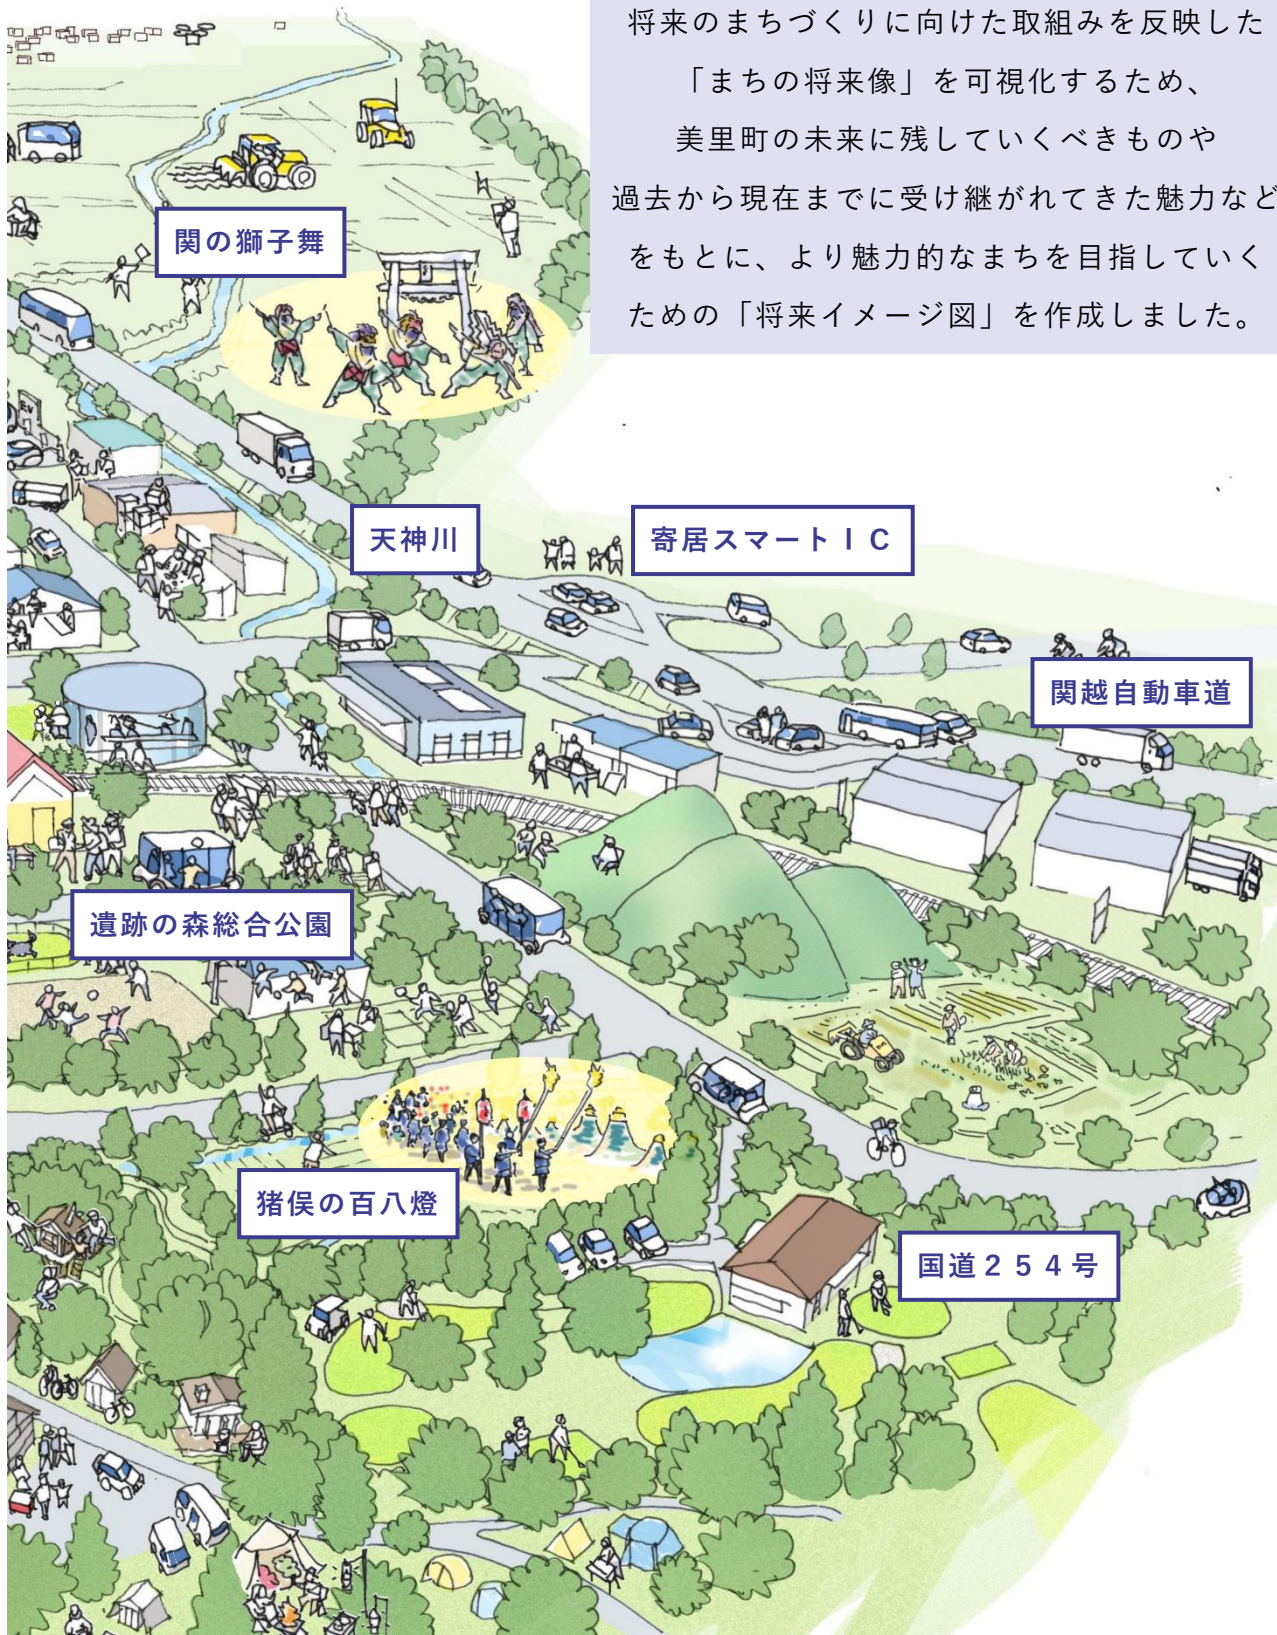 将来のまちづくりに向けた取組みを反映した
「まちの将来像」を可視化するため、
美里町の未来に残していくべきものや
過去から現在までに受け継がれてきた魅力など
をもとに、より魅力的なまちを目指していく
ための「将来イメージ図」を作成しました。
関の獅子舞
EV
天神川
寄居スマートＩＣ
関越自動車道
遺跡の森総合公園
猪俣の百八燈
国道２５４号